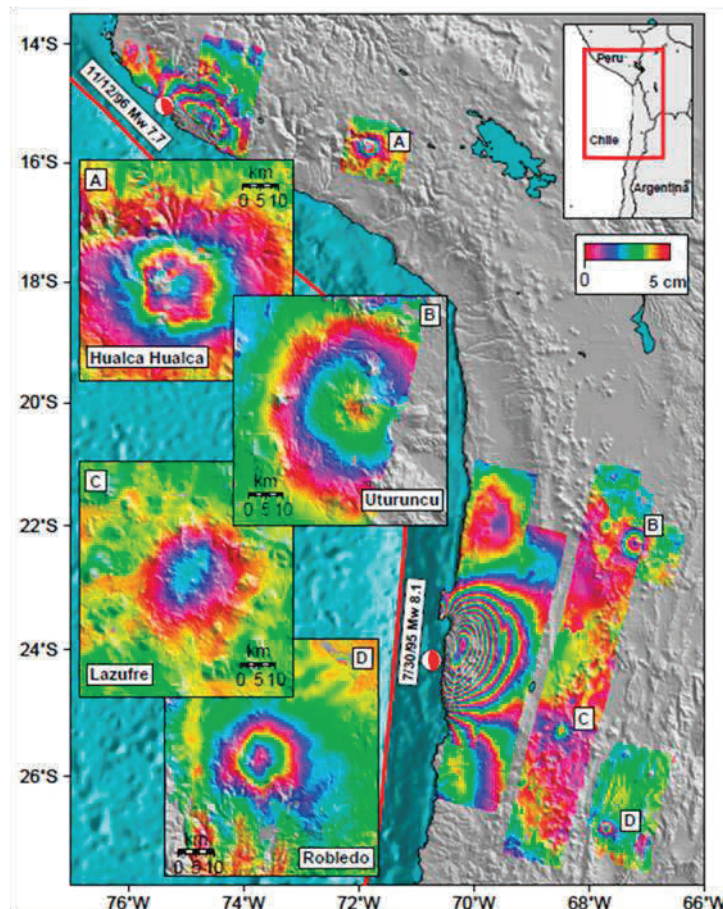 14°S
16°S
18°S
20°S
22°S
24°S
26°S
76°W
74°W
72°W
70°W
68°W
66°W
11/12/96 Mw 7.7
7/30/95 Mw 8.1
Peru
Chile
Argentina
0 5 cm
A
B
C
D
A
km
0 5 10
Hualca Hualca
B
km
0 5 10
Uturuncu
C
km
0 5 10
Lazufre
D
km
0 5 10
Robledo